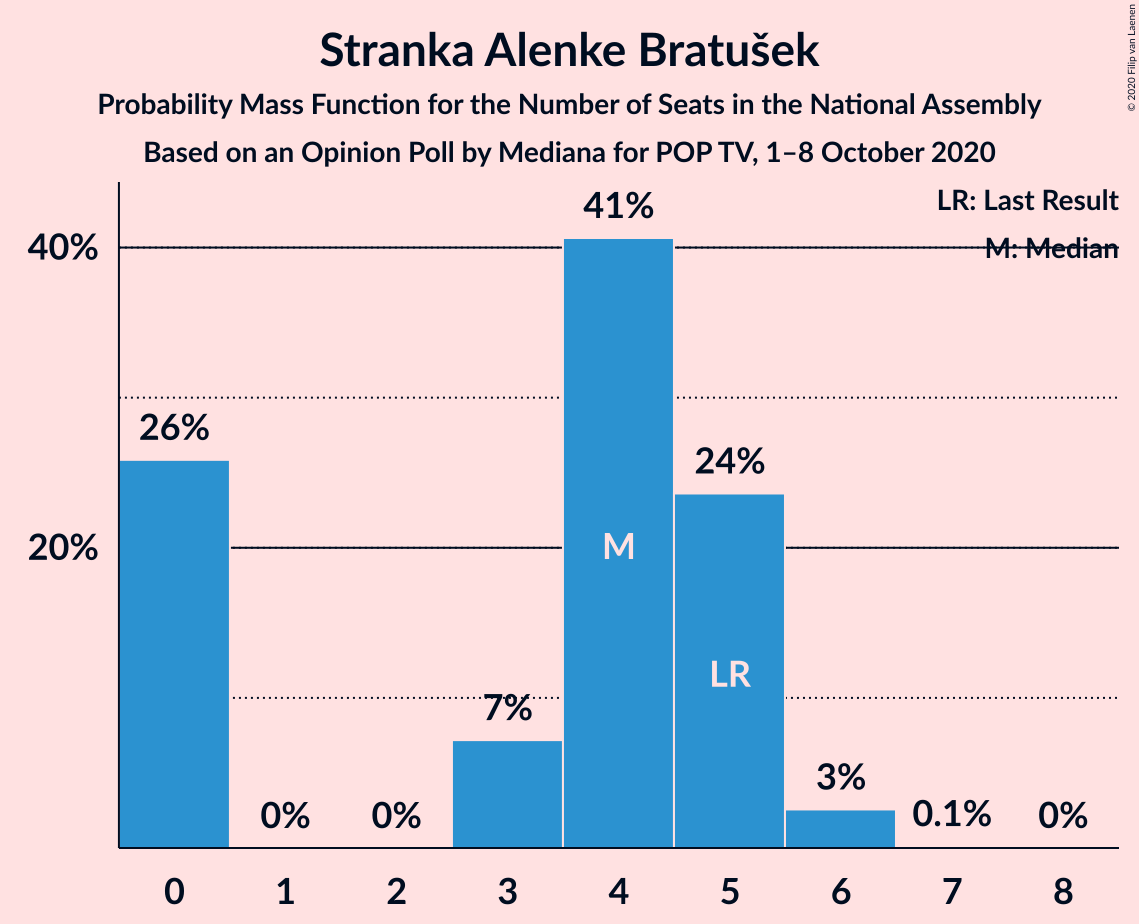 Stranka Alenke Bratušek
Probability Mass Function for the Number of Seats in the National Assembly
Based on an Opinion Poll by Mediana for POP TV, 1–8 October 2020
© 2020 Filip van Laenen
LR: Last Result
M: Median
40%
20%
26%
0%
0%
7%
41%
24%
3%
0.1%
0%
M
LR
0 1 2 3 4 5 6 7 8